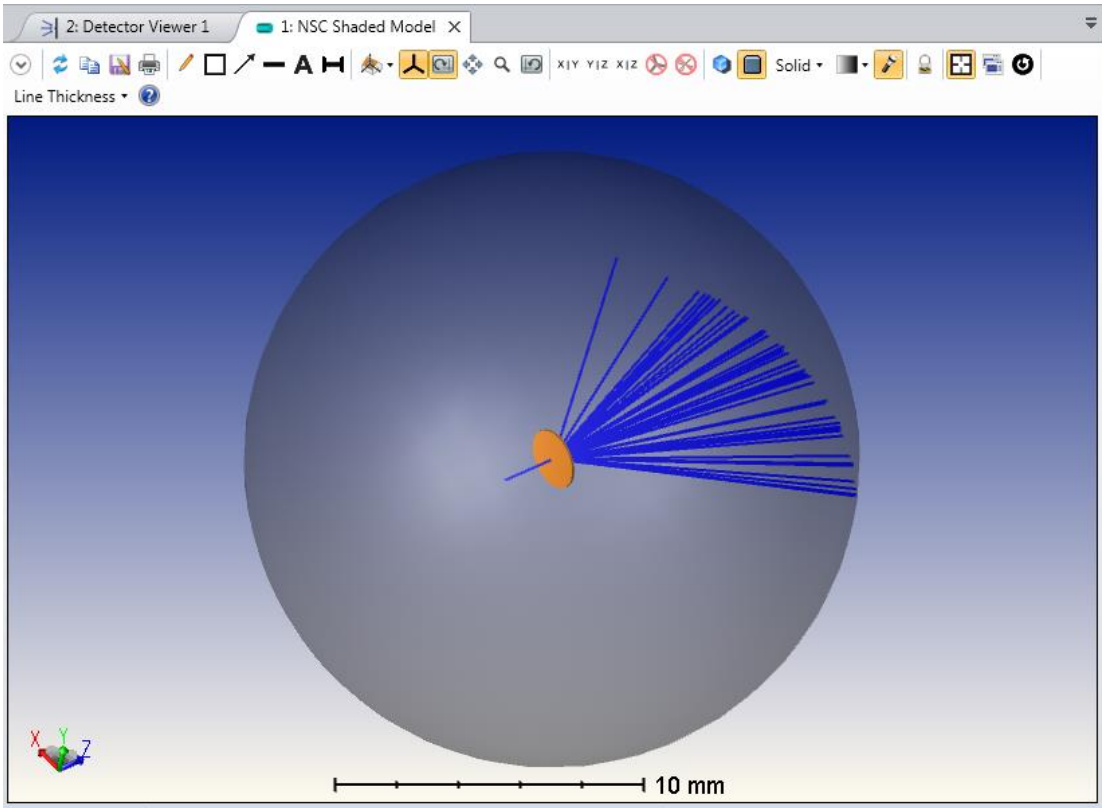 2: Detector Viewer 1 1: NSC Shaded Model X
A X|Y Y|Z X|Z Solid
Line Thickness ?
X Y Z
10 mm